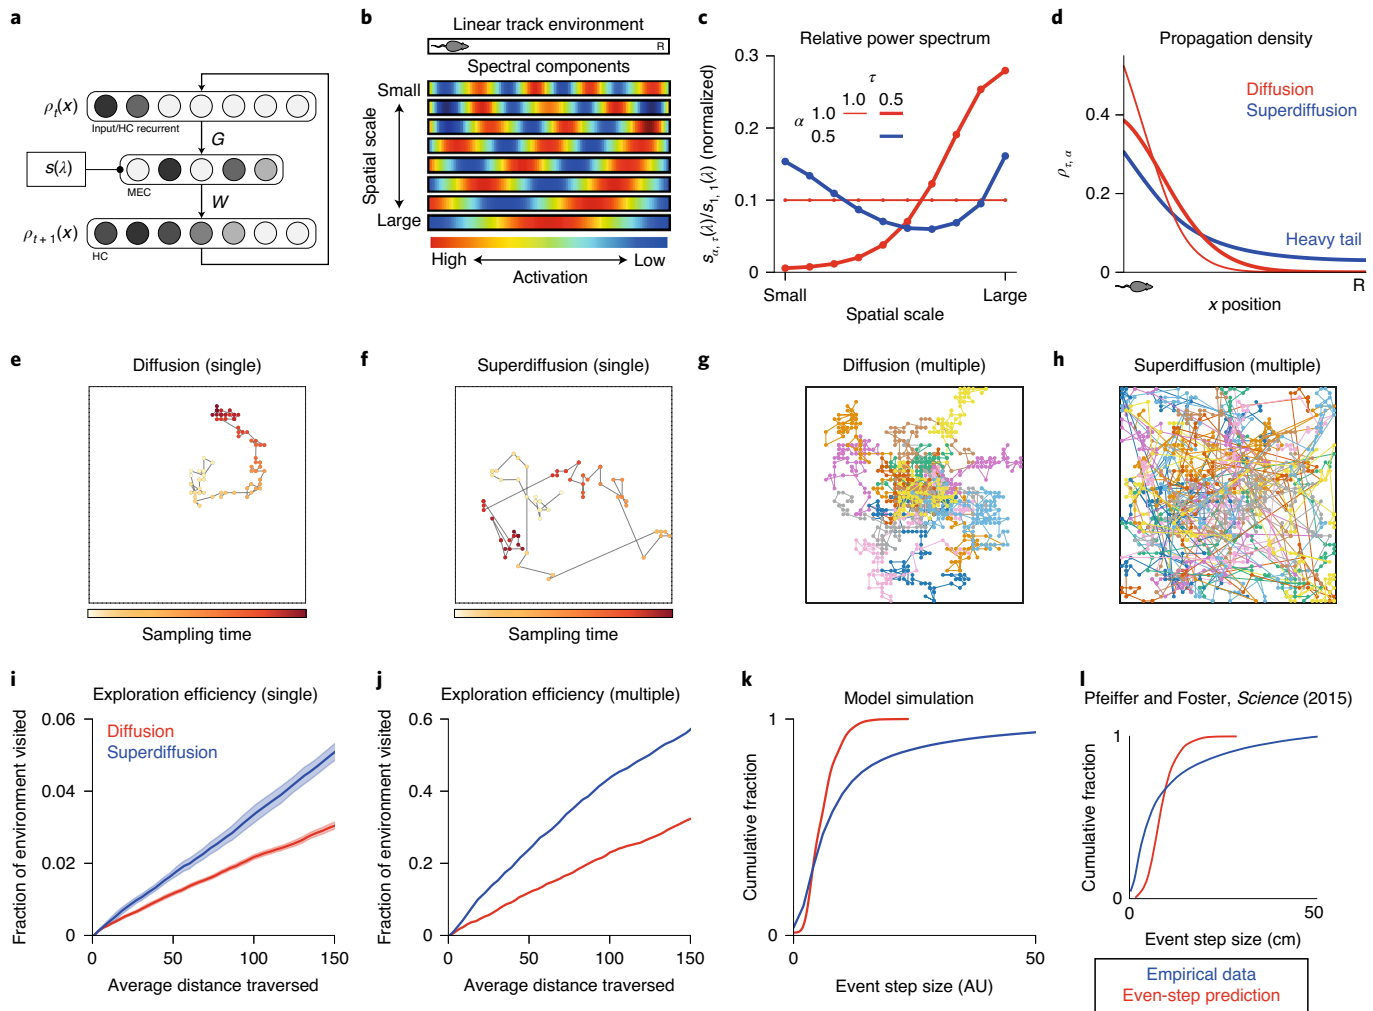 a
ρt(x)
Input/HC recurrent
G
s(λ)
MEC
W
ρt + 1(x)
HC
b
Linear track environment
R
Spectral components
Small
Spatial scale
Large
High
Low
Activation
c
Relative power spectrum
sα, τ(λ)/s1, 1(λ) (normalized)
0.3
0.2
0.1
0
τ
1.0 0.5
α 1.0
0.5
Small
Large
Spatial scale
d
Propagation density
Diffusion
Superdiffusion
ρτ, α
0.4
0.2
0
Heavy tail
R
x position
e
Diffusion (single)
Sampling time
f
Superdiffusion (single)
Sampling time
g
Diffusion (multiple)
h
Superdiffusion (multiple)
i
Exploration efficiency (single)
Diffusion
Superdiffusion
Fraction of environment visited
0.06
0.04
0.02
0
0 50 100 150
Average distance traversed
j
Exploration efficiency (multiple)
Fraction of environment visited
0.6
0.4
0.2
0
0 50 100 150
Average distance traversed
k
Model simulation
Cumulative fraction
1
0
0 50
Event step size (AU)
l
Pfeiffer and Foster, Science (2015)
Cumulative fraction
1
0
0 50
Event step size (cm)
Empirical data
Even-step prediction